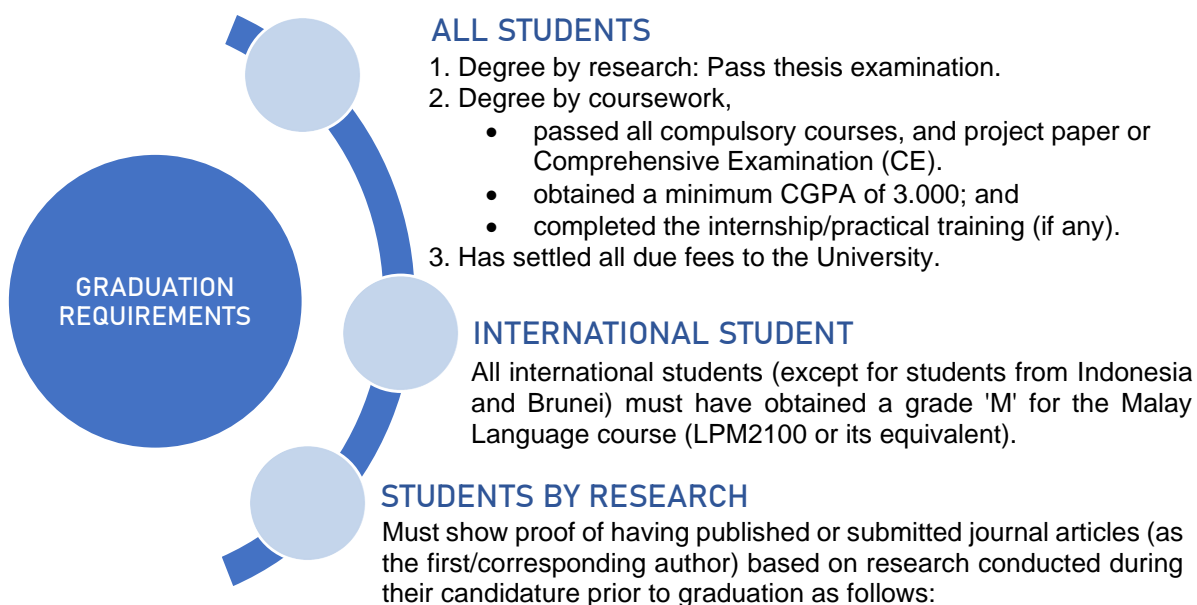 GRADUATION
REQUIREMENTS
ALL STUDENTS
1. Degree by research: Pass thesis examination.
2. Degree by coursework,
• passed all compulsory courses, and project paper or
Comprehensive Examination (CE).
• obtained a minimum CGPA of 3.000; and
• completed the internship/practical training (if any).
3. Has settled all due fees to the University.
INTERNATIONAL STUDENT
All international students (except for students from Indonesia
and Brunei) must have obtained a grade 'M' for the Malay
Language course (LPM2100 or its equivalent).
STUDENTS BY RESEARCH
Must show proof of having published or submitted journal articles (as
the first/corresponding author) based on research conducted during
their candidature prior to graduation as follows: